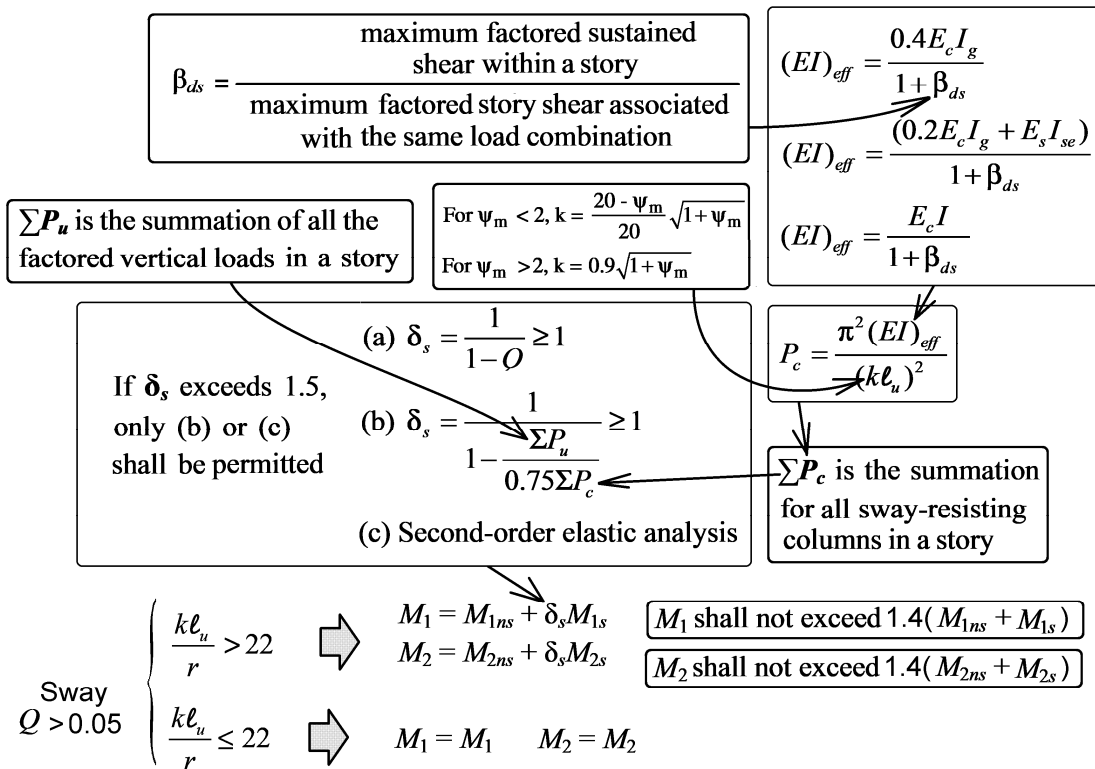 β_ds = maximum factored sustained
shear within a story
/
maximum factored story shear associated
with the same load combination
(EI)_eff = 0.4E_cI_g / (1 + β_ds)
(EI)_eff = (0.2E_cI_g + E_sI_se) / (1 + β_ds)
(EI)_eff = E_cI / (1 + β_ds)
∑P_u is the summation of all the
factored vertical loads in a story
For ψ_m < 2, k = (20 - ψ_m)/20 √(1+ψ_m)
For ψ_m >2, k = 0.9√(1+ψ_m)
P_c = π²(EI)_eff / (kℓ_u)²
If δ_s exceeds 1.5,
only (b) or (c)
shall be permitted
(a) δ_s = 1 / (1−Q) ≥ 1
(b) δ_s = 1 / (1 − ΣP_u / (0.75ΣP_c)) ≥ 1
(c) Second-order elastic analysis
∑P_c is the summation
for all sway-resisting
columns in a story
Sway
Q > 0.05
kℓ_u / r > 22
M_1 = M_1ns + δ_sM_1s
M_2 = M_2ns + δ_sM_2s
M_1 shall not exceed 1.4(M_1ns + M_1s)
M_2 shall not exceed 1.4(M_2ns + M_2s)
kℓ_u / r ≤ 22
M_1 = M_1 M_2 = M_2